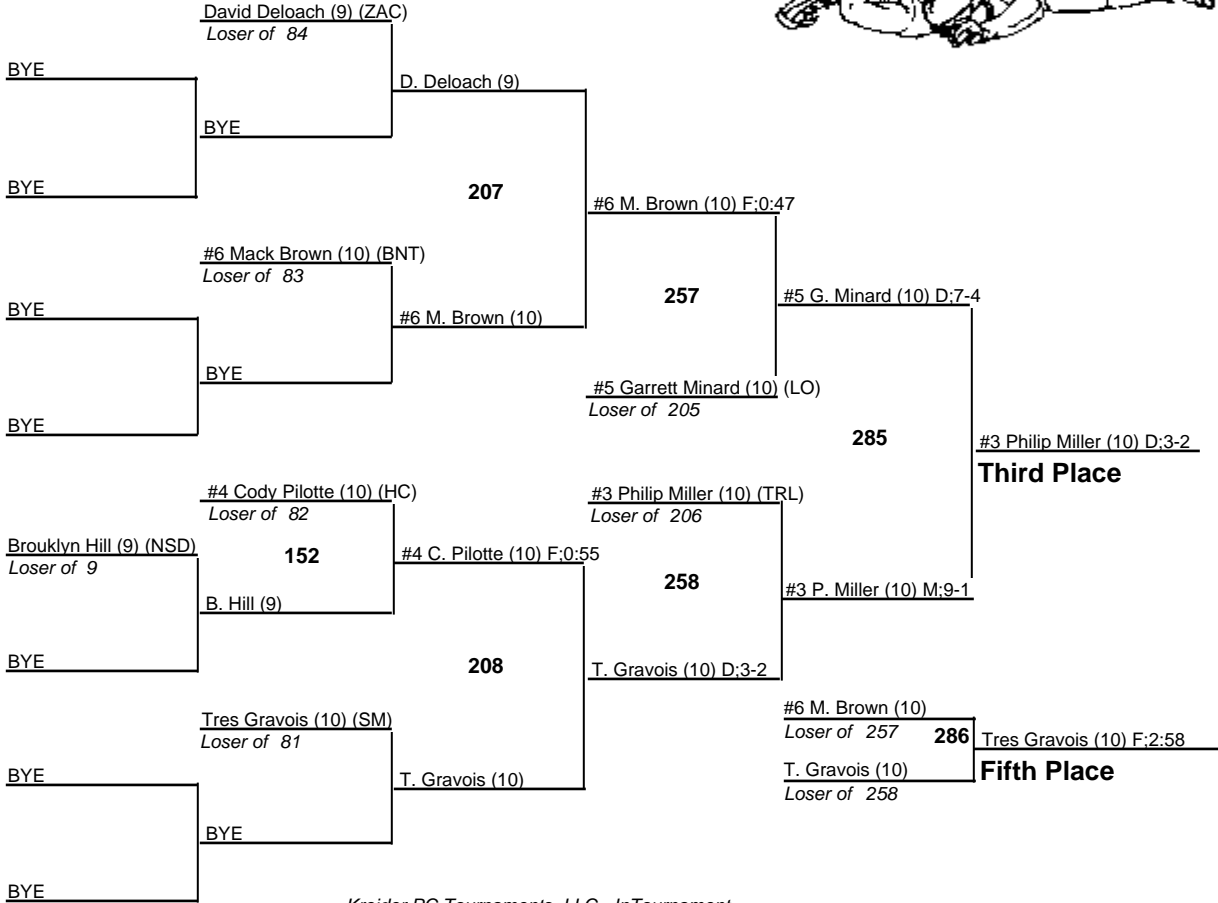 David Deloach (9) (ZAC)
Loser of 84
BYE
D. Deloach (9)
BYE
BYE
207
#6 M. Brown (10) F;0:47
#6 Mack Brown (10) (BNT)
Loser of 83
257
#5 G. Minard (10) D;7-4
BYE
#6 M. Brown (10)
BYE
#5 Garrett Minard (10) (LO)
Loser of 205
BYE
285
#3 Philip Miller (10) D;3-2
Third Place
#4 Cody Pilotte (10) (HC)
Loser of 82
#3 Philip Miller (10) (TRL)
Loser of 206
Brouklyn Hill (9) (NSD)
Loser of 9
152
#4 C. Pilotte (10) F;0:55
258
B. Hill (9)
#3 P. Miller (10) M;9-1
BYE
208
T. Gravois (10) D;3-2
Tres Gravois (10) (SM)
Loser of 81
#6 M. Brown (10)
Loser of 257
286
Tres Gravois (10) F;2:58
Fifth Place
T. Gravois (10)
Loser of 258
BYE
T. Gravois (10)
BYE
BYE